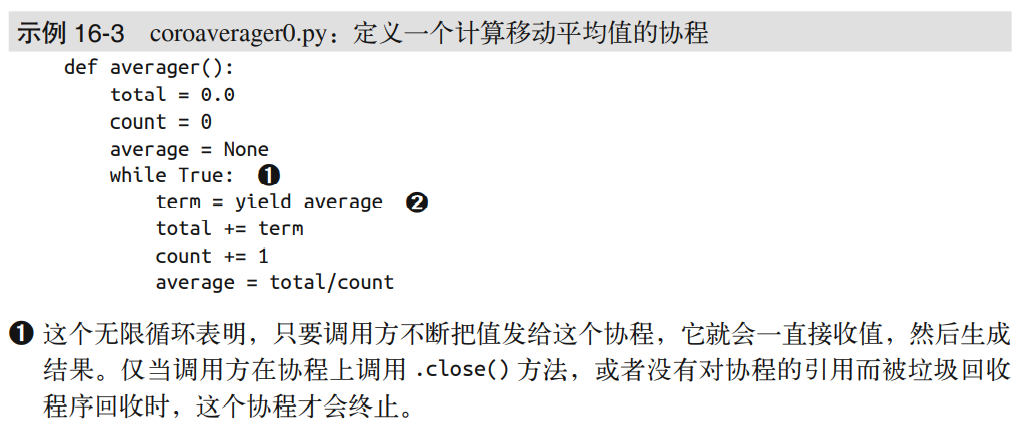 示例 16-3 coroaverager0.py：定义一个计算移动平均值的协程
def averager():
    total = 0.0
    count = 0
    average = None
    while True: ❶
        term = yield average ❷
        total += term
        count += 1
        average = total/count
❶ 这个无限循环表明，只要调用方不断把值发给这个协程，它就会一直接收值，然后生成
结果。仅当调用方在协程上调用 .close() 方法，或者没有对协程的引用而被垃圾回收
程序回收时，这个协程才会终止。